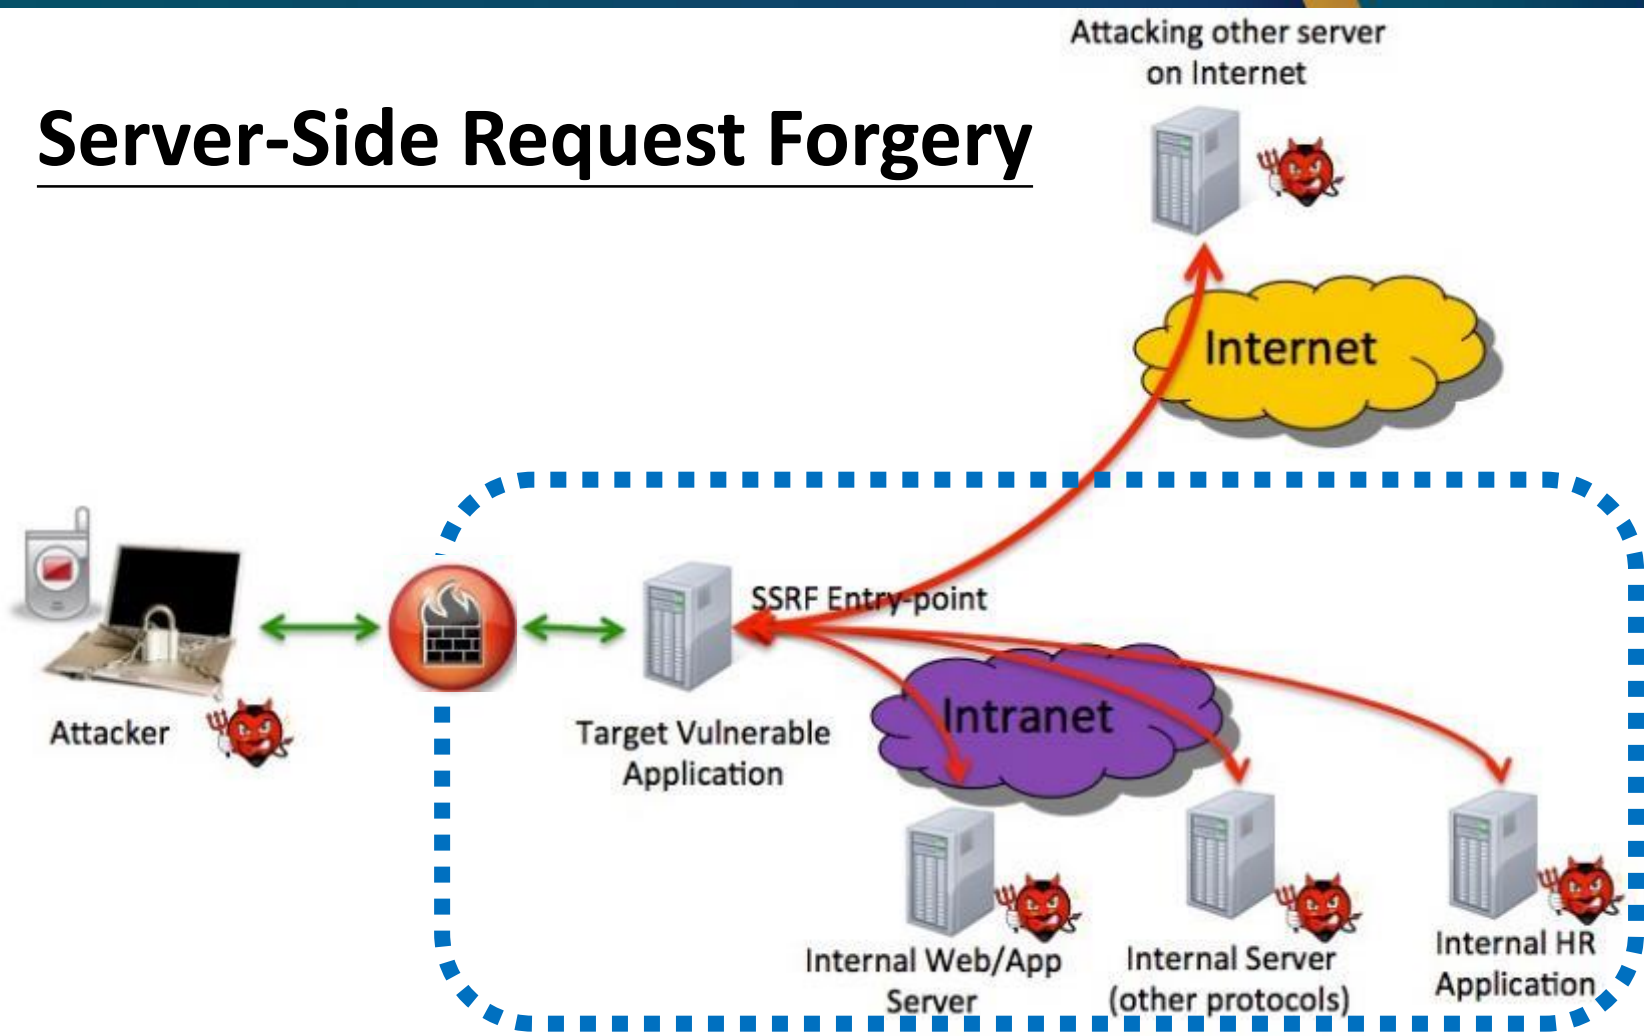 Attacking other server
on Internet
Server-Side Request Forgery
Internet
SSRF Entry-point
Intranet
Attacker
Target Vulnerable
Application
Internal Web/App
Server
Internal Server
(other protocols)
Internal HR
Application